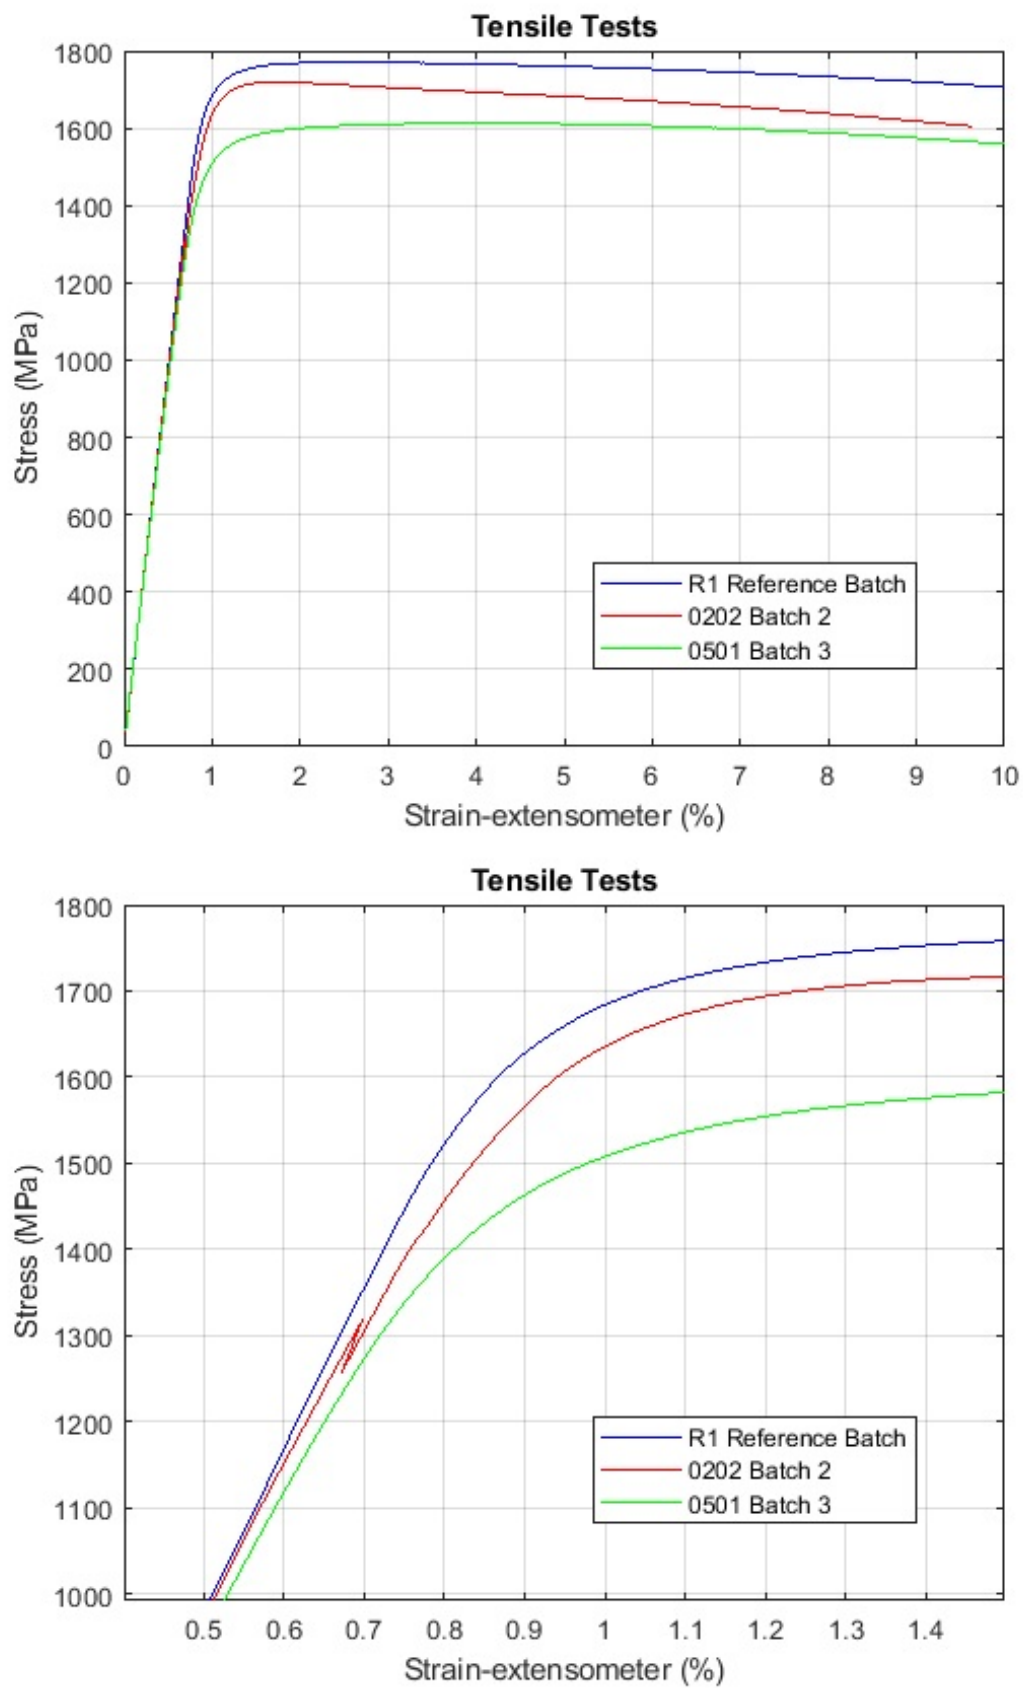 Tensile Tests
1800
1600
1400
1200
1000
800
600
400
200
0
Stress (MPa)
R1 Reference Batch
0202 Batch 2
0501 Batch 3
0 1 2 3 4 5 6 7 8 9 10
Strain-extensometer (%)
Tensile Tests
1800
1700
1600
1500
1400
1300
1200
1100
1000
Stress (MPa)
R1 Reference Batch
0202 Batch 2
0501 Batch 3
0.5 0.6 0.7 0.8 0.9 1 1.1 1.2 1.3 1.4
Strain-extensometer (%)